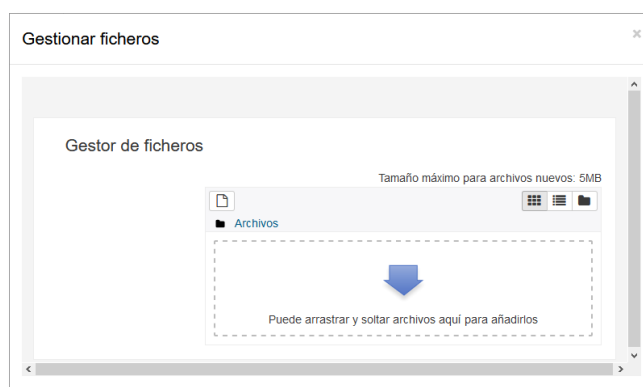 Gestionar ficheros
Gestor de ficheros
Tamaño máximo para archivos nuevos: 5MB
Archivos
Puede arrastrar y soltar archivos aquí para añadirlos